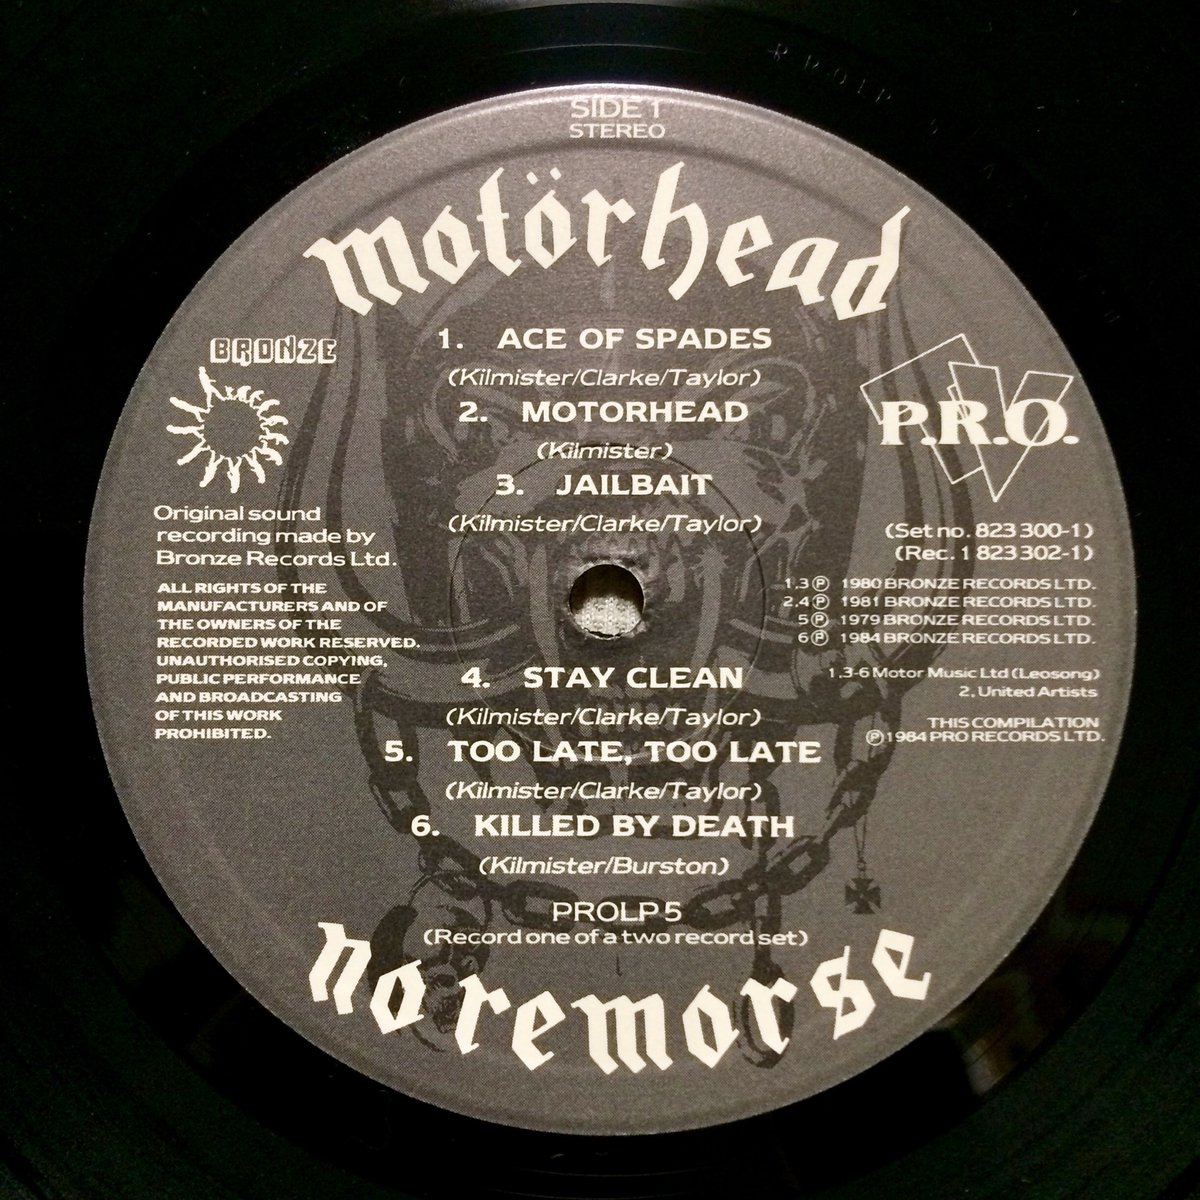 SIDE 1
STEREO
motörhead
1. ACE OF SPADES
(Kilmister/Clarke/Taylor)
2. MOTORHEAD
(Kilmister)
3. JAILBAIT
(Kilmister/Clarke/Taylor)
BRONZE
Original sound
recording made by
Bronze Records Ltd.
ALL RIGHTS OF THE
MANUFACTURERS AND OF
THE OWNERS OF THE
RECORDED WORK RESERVED.
UNAUTHORISED COPYING,
PUBLIC PERFORMANCE
AND BROADCASTING
OF THIS WORK
PROHIBITED.
P.R.O.
(Set no. 823 300-1)
(Rec. 1 823 302-1)
1.3 ℗ 1980 BRONZE RECORDS LTD.
2.4 ℗ 1981 BRONZE RECORDS LTD.
5 ℗ 1979 BRONZE RECORDS LTD.
6 ℗ 1984 BRONZE RECORDS LTD.
1.3-6 Motor Music Ltd (Leosong)
2. United Artists
THIS COMPILATION
℗ 1984 PRO RECORDS LTD.
4. STAY CLEAN
(Kilmister/Clarke/Taylor)
5. TOO LATE, TOO LATE
(Kilmister/Clarke/Taylor)
6. KILLED BY DEATH
(Kilmister/Burston)
PROLP 5
(Record one of a two record set)
no remorse